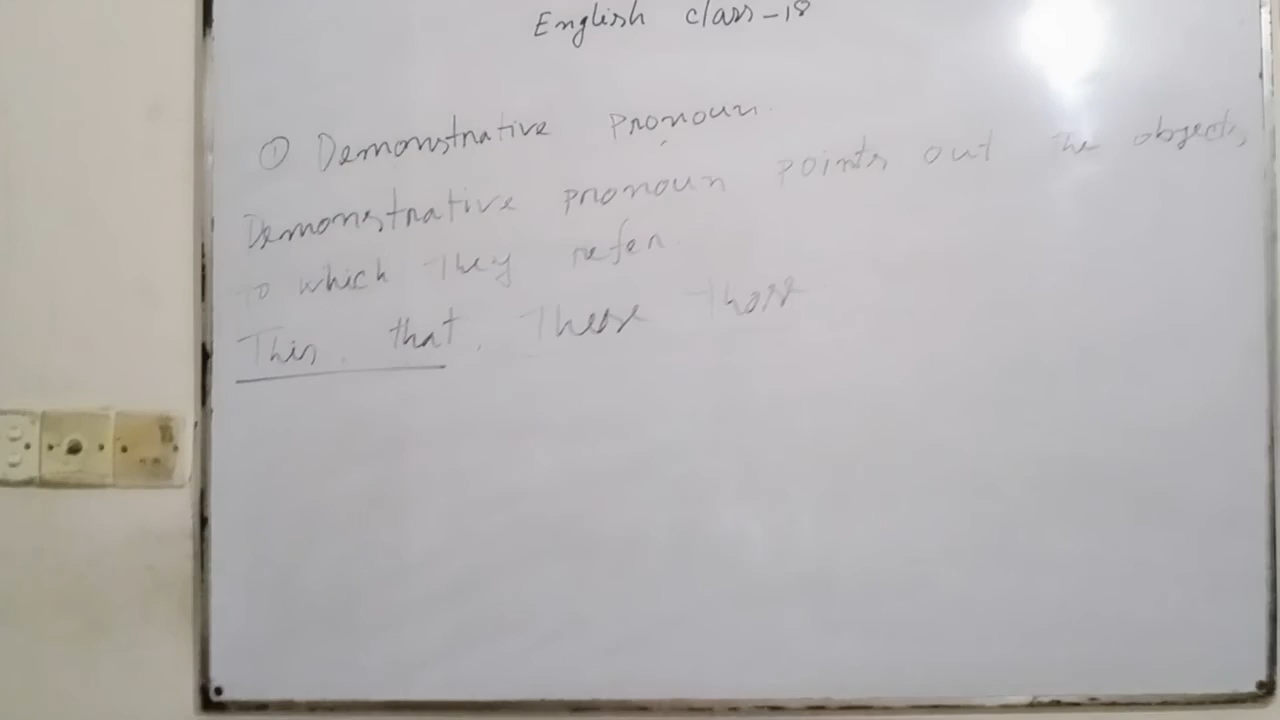 English class-18
① Demonstrative Pronoun.
Demonstrative pronoun points out the objects,
to which they refer.
This, that, These Those